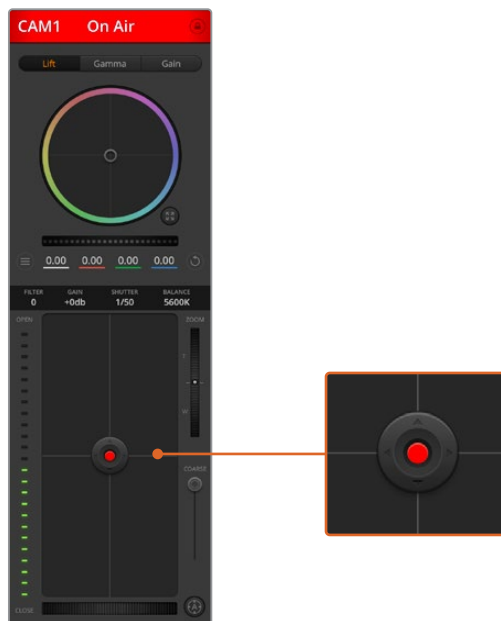 CAM1 On Air
Lift Gamma Gain
0.00 0.00 0.00 0.00
FILTER GAIN SHUTTER BALANCE
0 +0db 1/50 5600K
OPEN ZOOM
T
W
COARSE
CLOSE